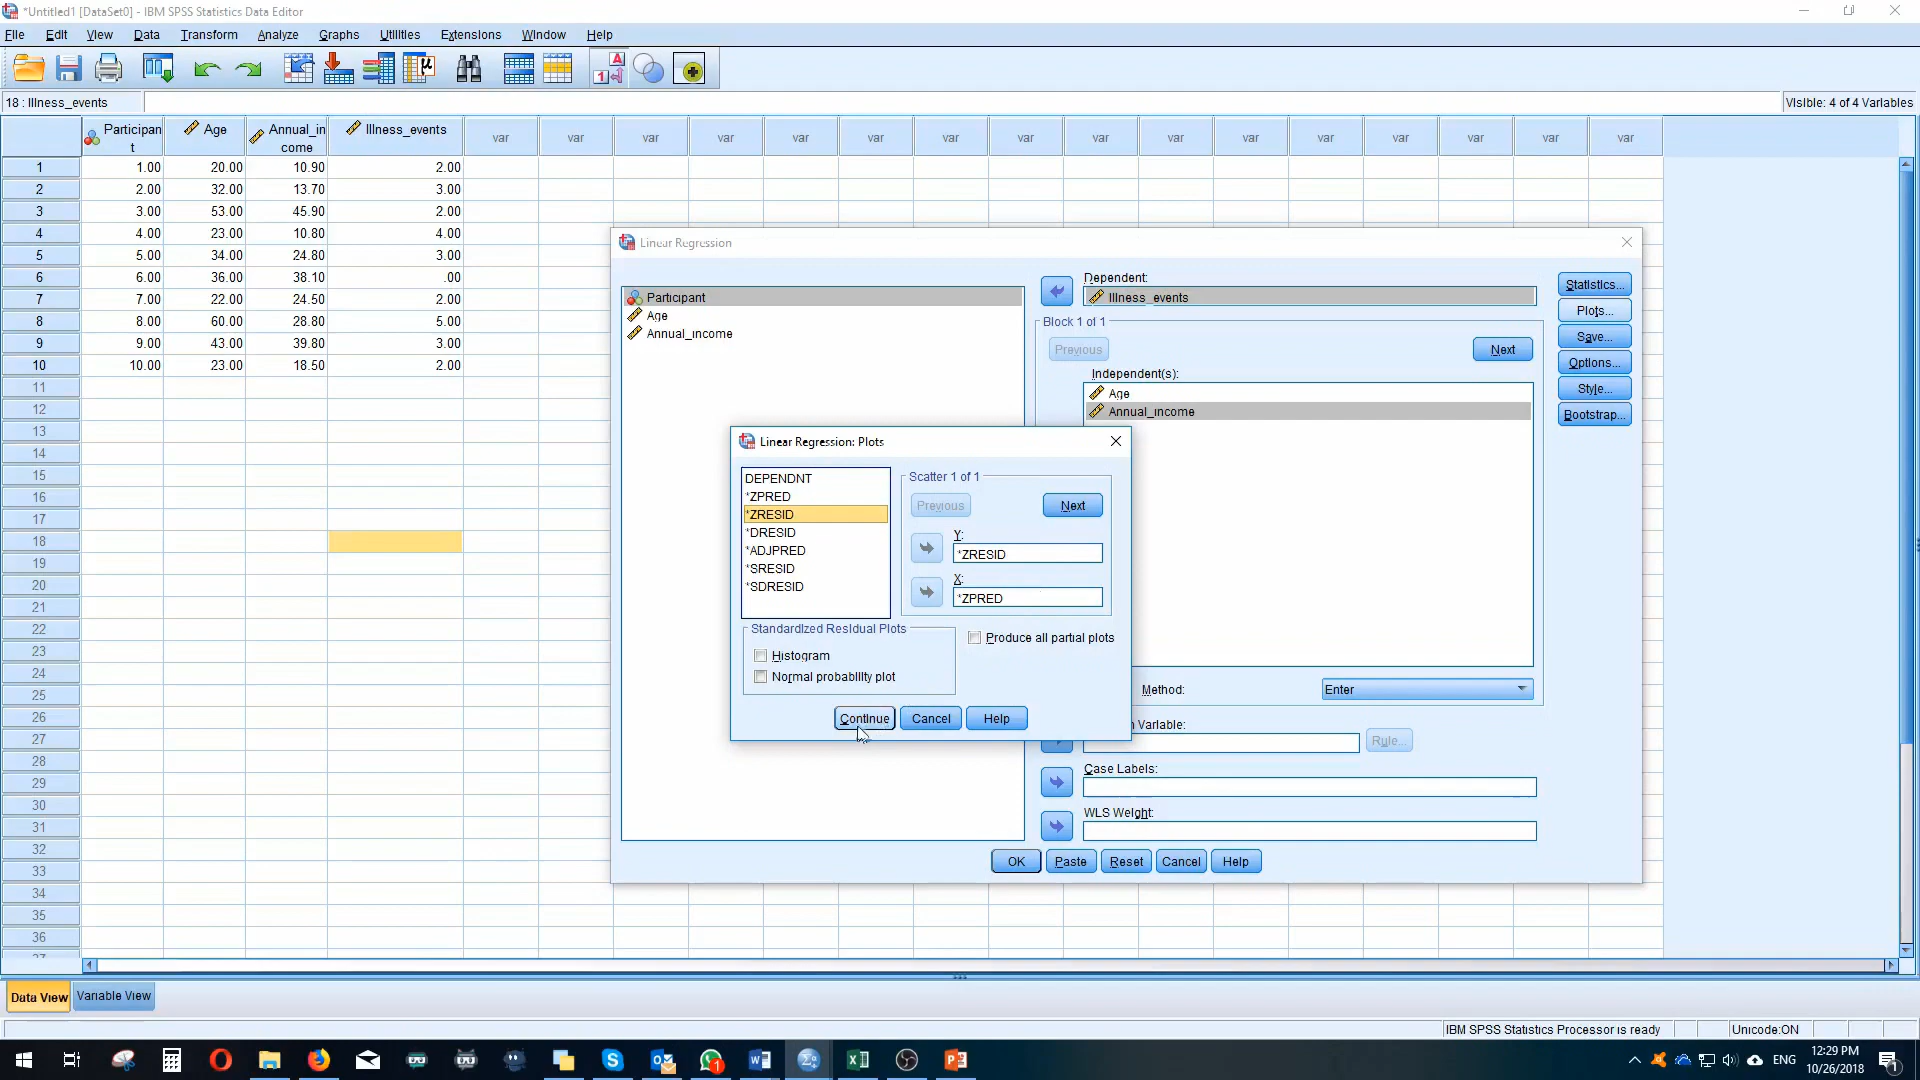 *Untitled1 [DataSet0] - IBM SPSS Statistics Data Editor
File Edit View Data Transform Analyze Graphs Utilities Extensions Window Help
18 : Illness_events
Visible: 4 of 4 Variables
Participan
t
Age
Annual_in
come
Illness_events
var var var var var var var var var var var var var var var var
1 1.00 20.00 10.90 2.00
2 2.00 32.00 13.70 3.00
3 3.00 53.00 45.90 2.00
4 4.00 23.00 10.80 4.00
5 5.00 34.00 24.80 3.00
6 6.00 36.00 38.10 .00
7 7.00 22.00 24.50 2.00
8 8.00 60.00 28.80 5.00
9 9.00 43.00 39.80 3.00
10 10.00 23.00 18.50 2.00
11
12
13
14
15
16
17
18
19
20
21
22
23
24
25
26
27
28
29
30
31
32
33
34
35
36
Linear Regression
Participant
Age
Annual_income
Dependent:
Illness_events
Block 1 of 1
Previous
Next
Independent(s):
Age
Annual_income
Statistics...
Plots...
Save...
Options...
Style...
Bootstrap...
Method:
Enter
Variable:
Rule...
Case Labels:
WLS Weight:
OK Paste Reset Cancel Help
Linear Regression: Plots
DEPENDNT
*ZPRED
*ZRESID
*DRESID
*ADJPRED
*SRESID
*SDRESID
Scatter 1 of 1
Previous
Next
Y:
*ZRESID
X:
*ZPRED
Standardized Residual Plots
Histogram
Normal probability plot
Produce all partial plots
Continue Cancel Help
Data View Variable View
IBM SPSS Statistics Processor is ready
Unicode:ON
ENG
12:29 PM
10/26/2018